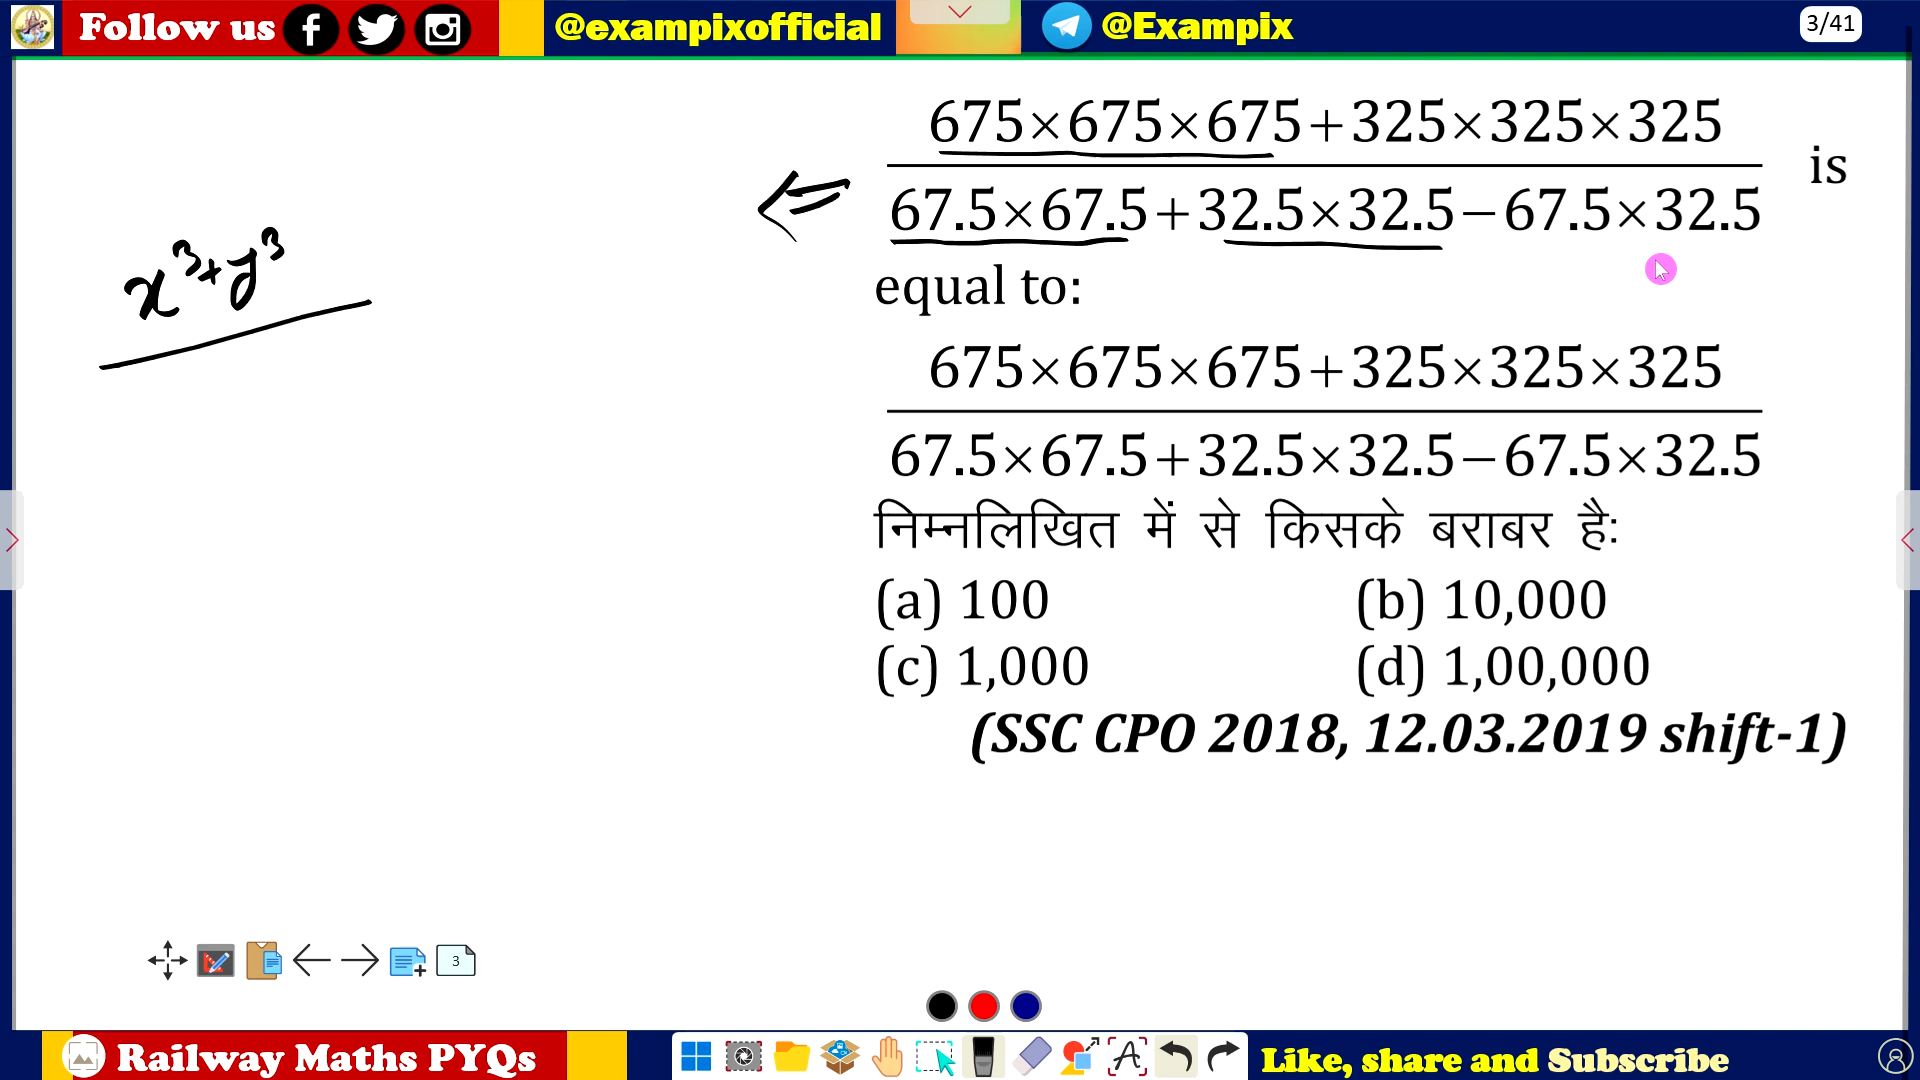 Follow us @exampixofficial @Exampix 3/41
675×675×675+325×325×325
67.5×67.5+32.5×32.5−67.5×32.5
is
equal to:
x³+y³
675×675×675+325×325×325
67.5×67.5+32.5×32.5−67.5×32.5
निम्नलिखित में से किसके बराबर है:
(a) 100 (b) 10,000
(c) 1,000 (d) 1,00,000
(SSC CPO 2018, 12.03.2019 shift-1)
3
Railway Maths PYQs Like, share and Subscribe